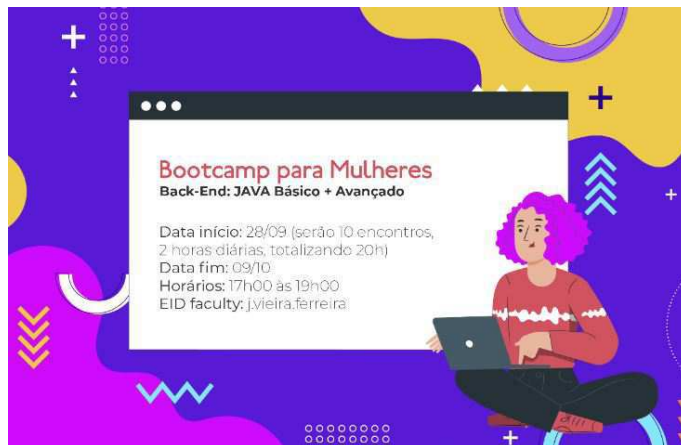 Bootcamp para Mulheres
Back-End: JAVA Básico + Avançado
Data início: 28/09 (serão 10 encontros,
2 horas diárias, totalizando 20h)
Data fim: 09/10
Horários: 17h00 às 19h00
EID faculty: j.vieira.ferreira